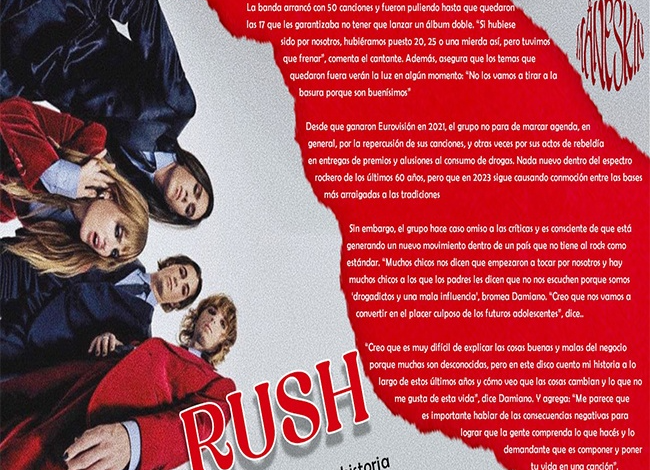 La banda arrancó con 50 canciones y fueron puliendo hasta que quedaron
las 17 que les garantizaba no tener que lanzar un álbum doble. "Si hubiese
sido por nosotros, hubiéramos puesto 20, 25 o una mierda así, pero tuvimos
que frenar", comenta el cantante. Además, asegura que los temas que
quedaron fuera verán la luz en algún momento: "No los vamos a tirar a la
basura porque son buenísimos"
MÅNESKIN
Desde que ganaron Eurovisión en 2021, el grupo no para de marcar agenda, en
general, por la repercusión de sus canciones, y otras veces por sus actos de rebeldía
en entregas de premios y alusiones al consumo de drogas. Nada nuevo dentro del espectro
rockero de los últimos 60 años, pero que en 2023 sigue causando conmoción entre las bases
más arraigadas a las tradiciones
Sin embargo, el grupo hace caso omiso a las críticas y es consciente de que está
generando un nuevo movimiento dentro de un país que no tiene al rock como
estándar. "Muchos chicos nos dicen que empezaron a tocar por nosotros y hay
muchos chicos a los que los padres les dicen que no nos escuchen porque somos
'drogadictos y una mala influencia', bromea Damiano. "Creo que nos vamos a
convertir en el placer culposo de los futuros adolescentes", dice..
"Creo que es muy difícil de explicar las cosas buenas y malas del negocio
porque muchas son desconocidas, pero en este disco cuento mi historia a lo
largo de estos últimos años y cómo veo que las cosas cambian y lo que no
me gusta de esta vida", dice Damiano. Y agrega: "Me parece que
es importante hablar de las consecuencias negativas para
lograr que la gente comprenda lo que hacés y lo
demandante que es componer y poner
tu vida en una canción".
RUSH
historia